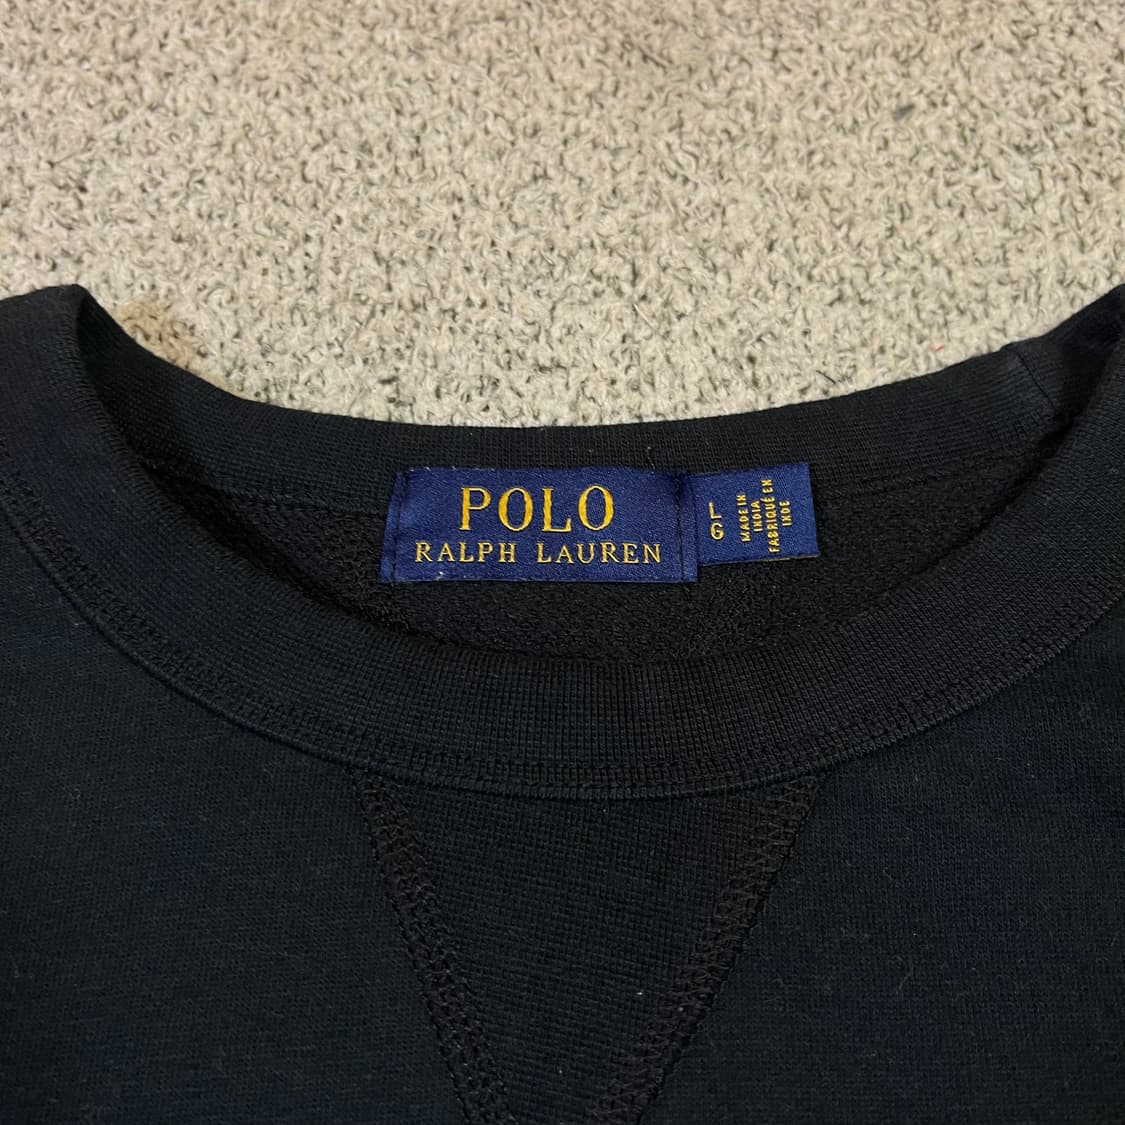 POLO
RALPH LAUREN
L
G
MADE IN
INDIA
FABRIQUÉ EN
INDE